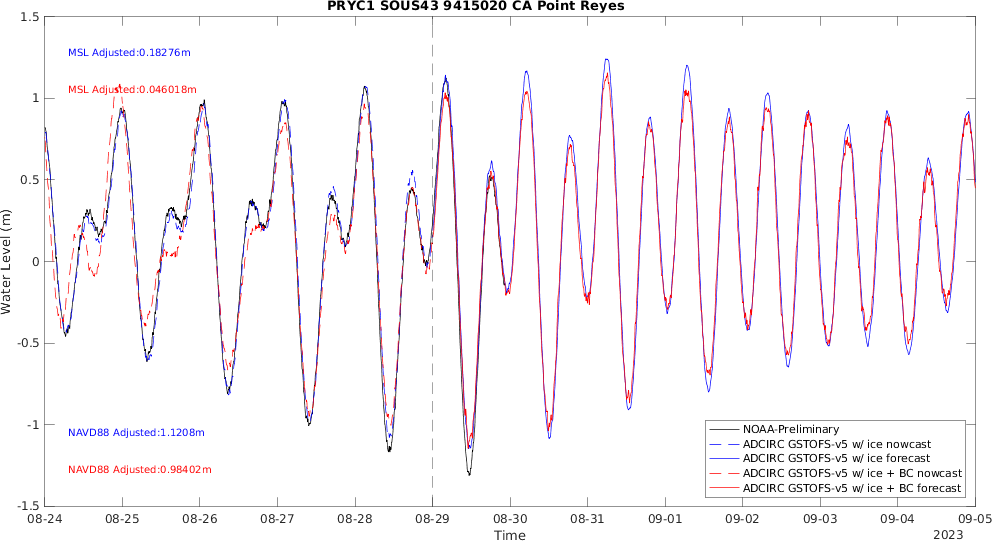 PRYC1 SOUS43 9415020 CA Point Reyes
1.5
1
0.5
0
-0.5
-1
-1.5
Water Level (m)
MSL Adjusted:0.18276m
MSL Adjusted:0.046018m
NAVD88 Adjusted:1.1208m
NAVD88 Adjusted:0.98402m
NOAA-Preliminary
ADCIRC GSTOFS-v5 w/ ice nowcast
ADCIRC GSTOFS-v5 w/ ice forecast
ADCIRC GSTOFS-v5 w/ ice + BC nowcast
ADCIRC GSTOFS-v5 w/ ice + BC forecast
08-24 08-25 08-26 08-27 08-28 08-29 08-30 08-31 09-01 09-02 09-03 09-04 09-05
Time
2023